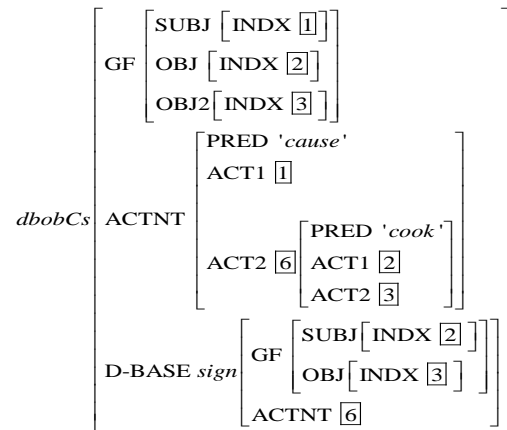 SUBJ [INDX 1]
GF OBJ [INDX 2]
OBJ2 [INDX 3]
PRED 'cause'
ACT1 1
dbobCs ACTNT
PRED 'cook'
ACT2 6 ACT1 2
ACT2 3
SUBJ [INDX 2]
D-BASE sign GF
OBJ [INDX 3]
ACTNT 6